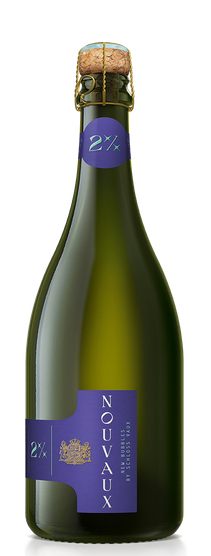 2%
2%
NOUVAUX
NEW BUBBLES
BY SCHLOSS VAUX